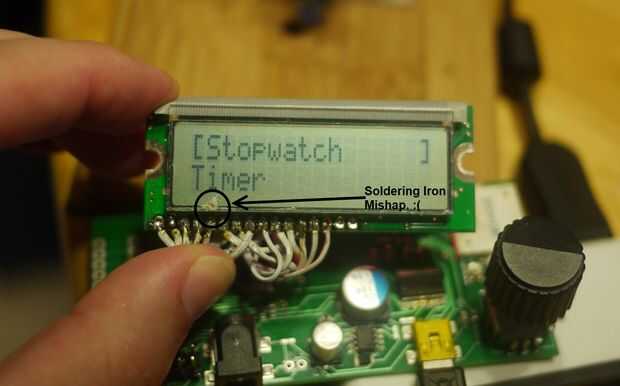 [Stopwatch ]
Timer
Soldering Iron
Mishap. :(